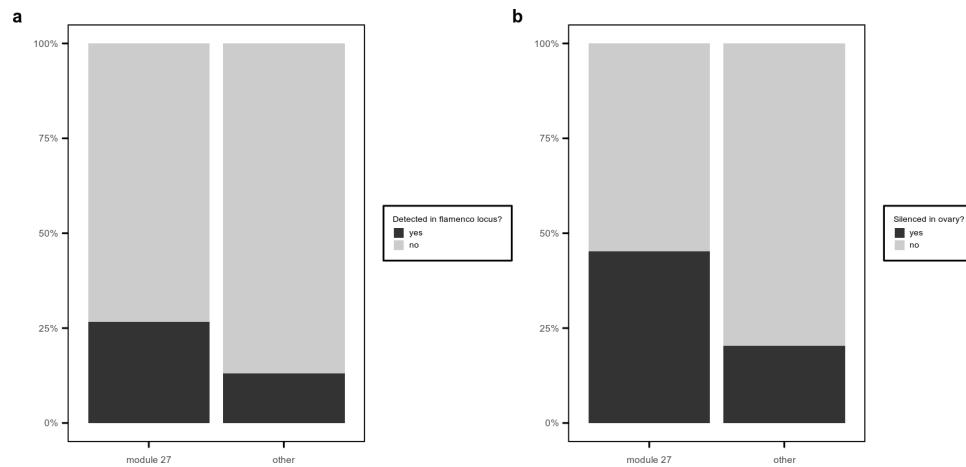 a
100%
75%
50%
25%
0%
module 27
other
Detected in flamenco locus?
yes
no
b
100%
75%
50%
25%
0%
module 27
other
Silenced in ovary?
yes
no